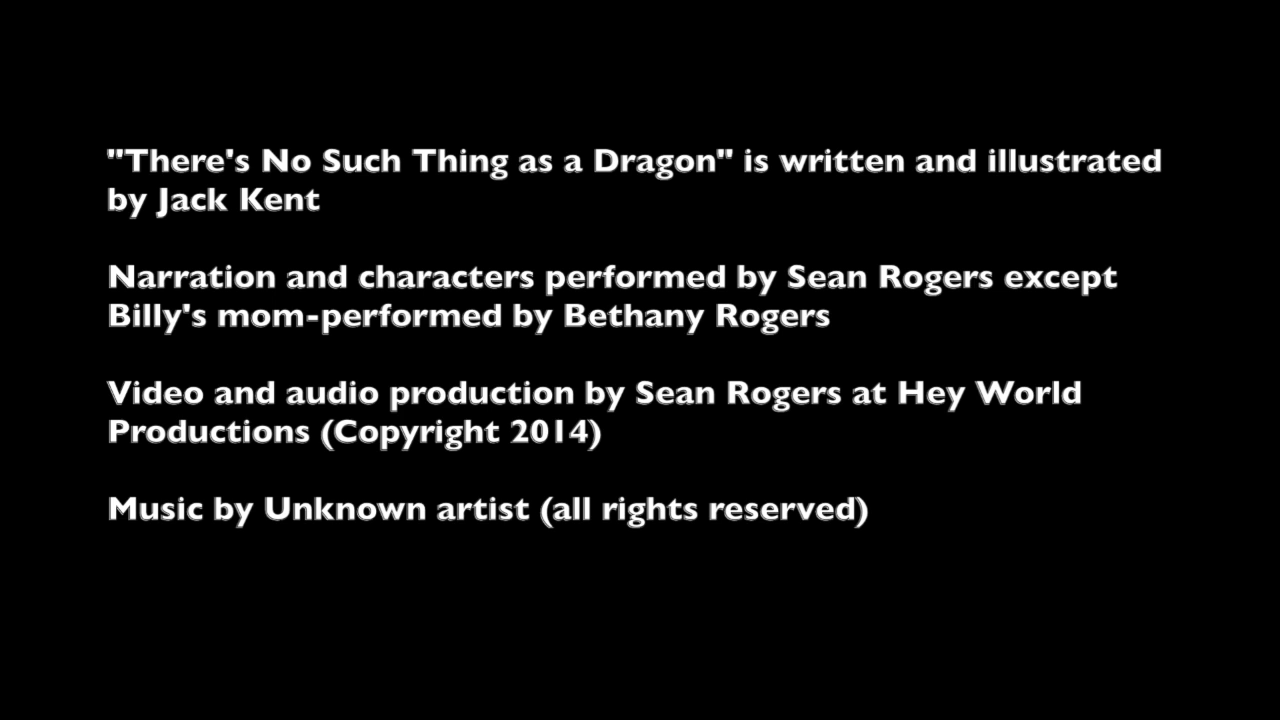 "There's No Such Thing as a Dragon" is written and illustrated
by Jack Kent
Narration and characters performed by Sean Rogers except
Billy's mom-performed by Bethany Rogers
Video and audio production by Sean Rogers at Hey World
Productions (Copyright 2014)
Music by Unknown artist (all rights reserved)